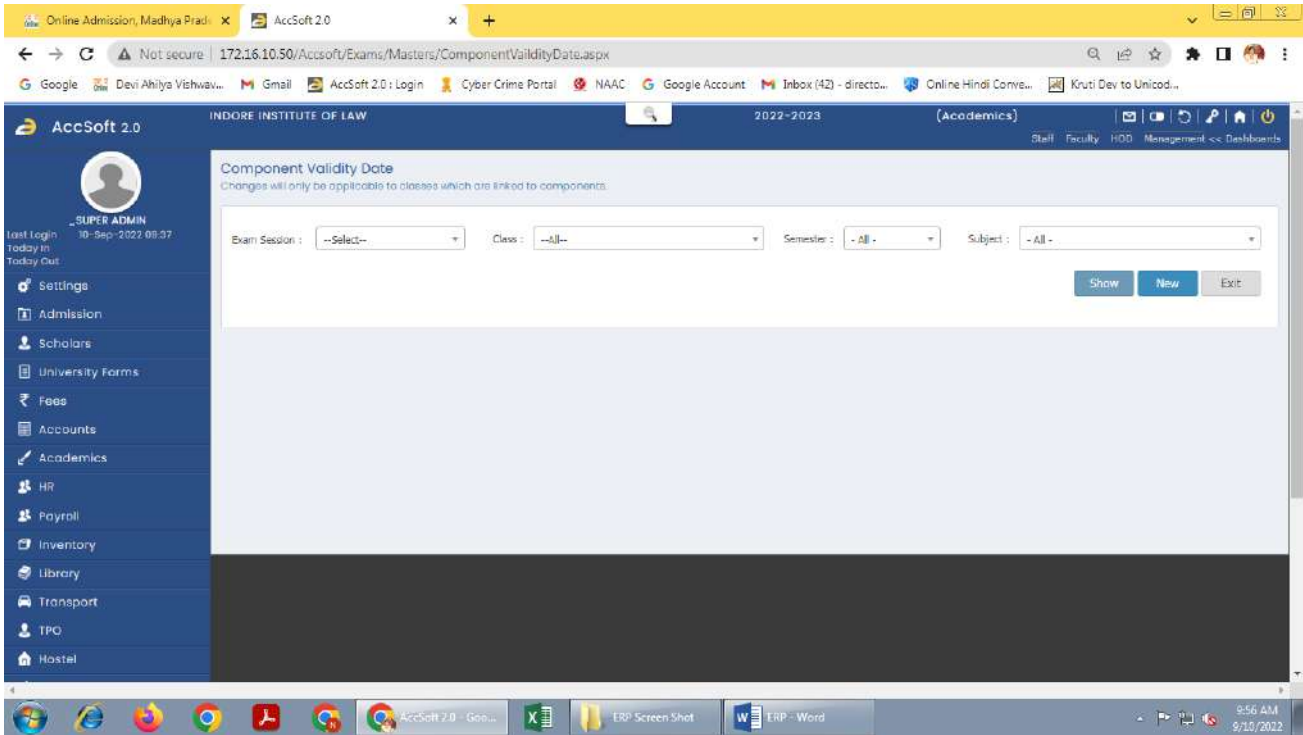 Online Admission, Madhya Prad
AccSoft 2.0
Not secure | 172.16.10.50/Accsoft/Exams/Masters/ComponentVaildityDate.aspx
Google
Devi Ahilya Vishwav...
Gmail
AccSoft 2.0 : Login
Cyber Crime Portal
NAAC
Google Account
Inbox (42) - directo...
Online Hindi Conve...
Kruti Dev to Unicod...
AccSoft 2.0
INDORE INSTITUTE OF LAW
2022-2023
(Academics)
Staff Faculty HOD Management << Dashboards
_SUPER ADMIN
Last Login 10-Sep-2022 09:37
Today In
Today Out
Settings
Admission
Scholars
University Forms
Fees
Accounts
Academics
HR
Payroll
Inventory
Library
Transport
TPO
Hostel
Component Validity Date
Changes will only be applicable to classes which are linked to components.
Exam Session : --Select-- Class : --All-- Semester : - All - Subject : - All -
Show New Exit
AccSoft 2.0 - Goo...
ERP Screen Shot
ERP - Word
9:56 AM
9/10/2022